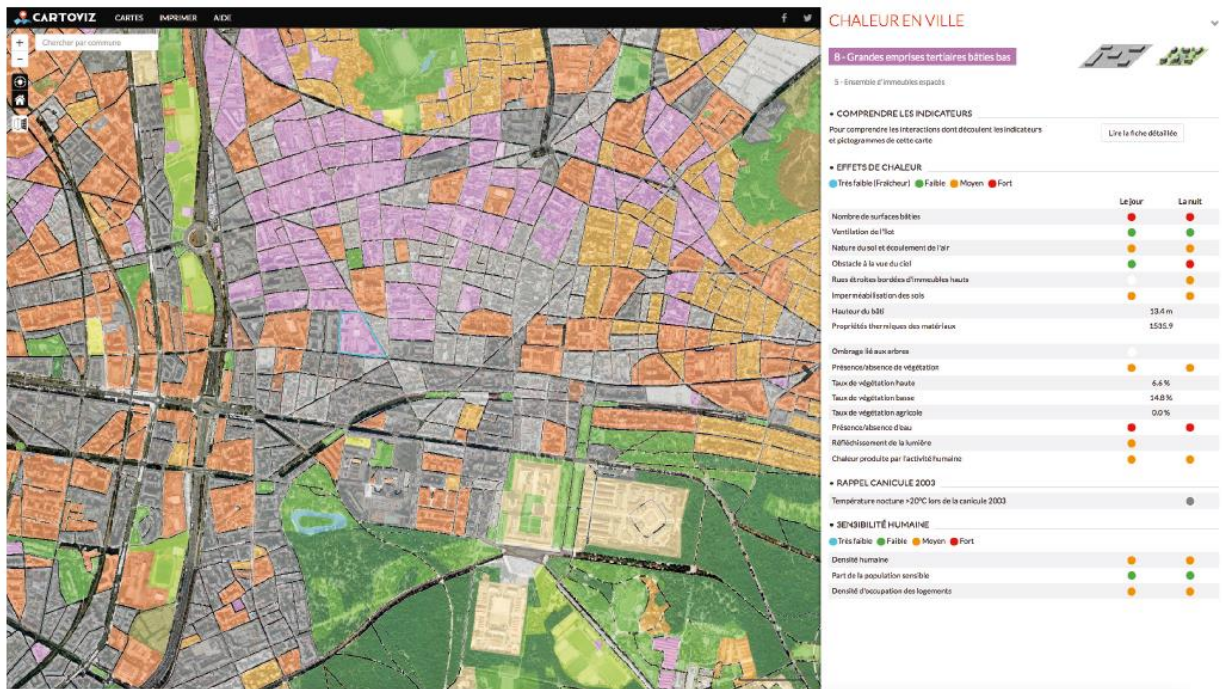 CARTOVIZ CARTES IMPRIMER AIDE
+ Chercher par commune
−
CHALEUR EN VILLE
8 - Grandes emprises tertiaires bâties bas
5 - Ensemble d'immeubles espacés
• COMPRENDRE LES INDICATEURS
Pour comprendre les interactions dont découlent les indicateurs
et pictogrammes de cette carte
Lire la fiche détaillée
• EFFETS DE CHALEUR
Très faible (Fraîcheur) Faible Moyen Fort
Le jour La nuit
Nombre de surfaces bâties
Ventilation de l'îlot
Nature du sol et écoulement de l'air
Obstacle à la vue du ciel
Rues étroites bordées d'immeubles hauts
Imperméabilisation des sols
Hauteur du bâti 13.4 m
Propriétés thermiques des matériaux 1535.9
Ombrage lié aux arbres
Présence/absence de végétation
Taux de végétation haute 6.6 %
Taux de végétation basse 14.8 %
Taux de végétation agricole 0.0 %
Présence/absence d'eau
Réfléchissement de la lumière
Chaleur produite par l'activité humaine
• RAPPEL CANICULE 2003
Température nocture >20°C lors de la canicule 2003
• SENSIBILITÉ HUMAINE
Très faible Faible Moyen Fort
Densité humaine
Part de la population sensible
Densité d'occupation des logements